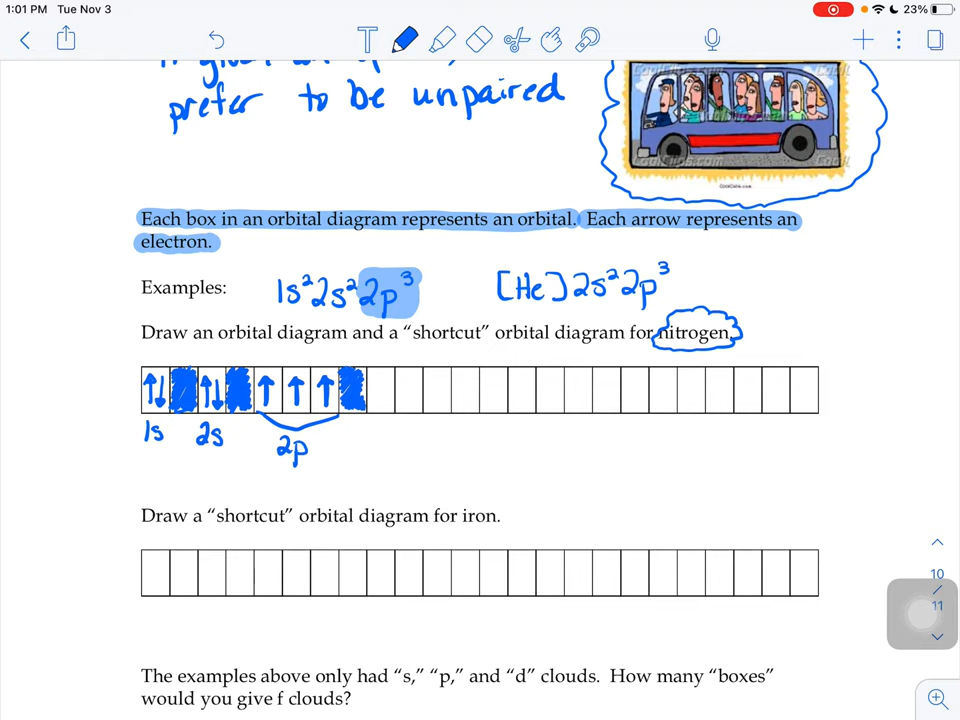 1:01 PM Tue Nov 3
23%
T
prefer to be unpaired
CoolClips.com
Each box in an orbital diagram represents an orbital. Each arrow represents an
electron.
Examples: 1s²2s²2p³ [He]2s²2p³
Draw an orbital diagram and a “shortcut” orbital diagram for nitrogen.
↑↓ ↑↓ ↑ ↑ ↑
1s 2s 2p
Draw a “shortcut” orbital diagram for iron.
10
/
11
The examples above only had “s,” “p,” and “d” clouds. How many “boxes”
would you give f clouds?